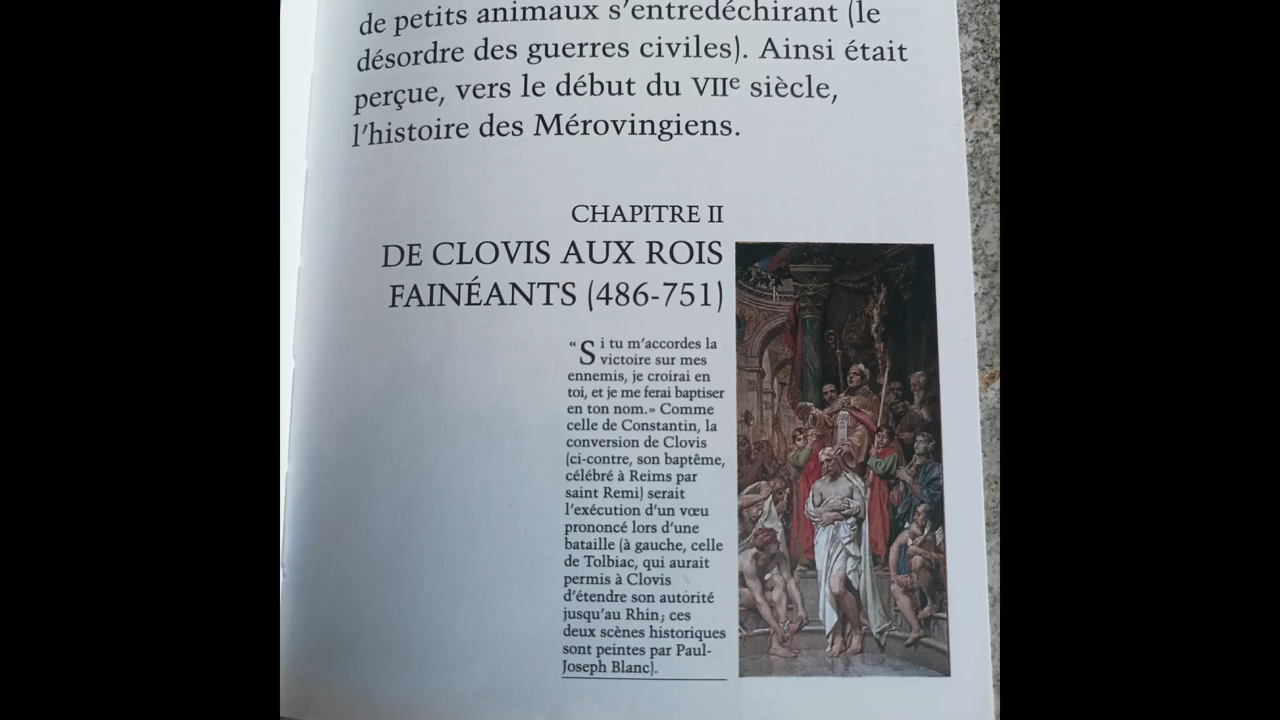 de petits animaux s'entredéchirant (le
désordre des guerres civiles). Ainsi était
perçue, vers le début du VIIe siècle,
l'histoire des Mérovingiens.
CHAPITRE II
DE CLOVIS AUX ROIS
FAINÉANTS (486-751)
« Si tu m'accordes la
victoire sur mes
ennemis, je croirai en
toi, et je me ferai baptiser
en ton nom.» Comme
celle de Constantin, la
conversion de Clovis
(ci-contre, son baptême,
célébré à Reims par
saint Remi) serait
l'exécution d'un vœu
prononcé lors d'une
bataille (à gauche, celle
de Tolbiac, qui aurait
permis à Clovis
d'étendre son autorité
jusqu'au Rhin; ces
deux scènes historiques
sont peintes par Paul-
Joseph Blanc).